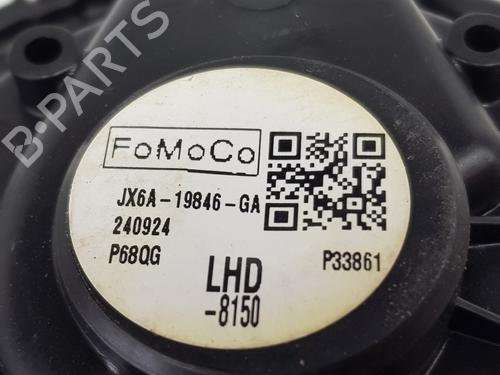 FoMoCo
JX6A-19846-GA
240924
P68QG
P33861
LHD
-8150
B-PARTS